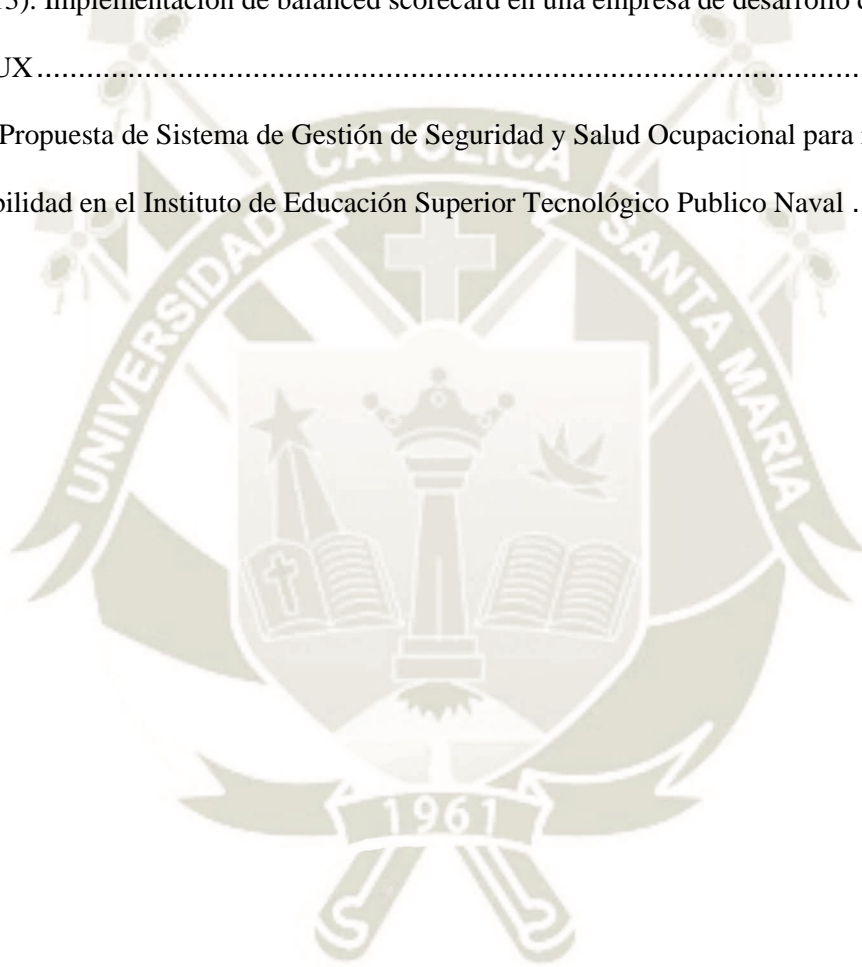 15). Implementación de balanced scorecard en una empresa de desarrollo d
UX
Propuesta de Sistema de Gestión de Seguridad y Salud Ocupacional para
bilidad en el Instituto de Educación Superior Tecnológico Publico Naval .
UNIVERSIDAD CATOLICA SANTA MARIA
1961